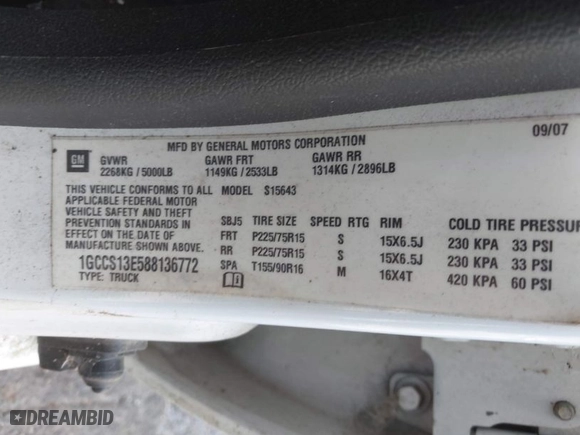 MFD BY GENERAL MOTORS CORPORATION 09/07
GM GVWR GAWR FRT GAWR RR
2268KG / 5000LB 1149KG / 2533LB 1314KG / 2896LB
THIS VEHICLE CONFORMS TO ALL MODEL S15643
APPLICABLE FEDERAL MOTOR
VEHICLE SAFETY AND THEFT
PREVENTION STANDARDS IN
EFFECT ON THE DATE OF
MANUFACTURE SHOWN ABOVE.
1GCCS13E588136772
TYPE: TRUCK
SBJ5 TIRE SIZE SPEED RTG RIM COLD TIRE PRESSUR
FRT P225/75R15 S 15X6.5J 230 KPA 33 PSI
RR P225/75R15 S 15X6.5J 230 KPA 33 PSI
SPA T155/90R16 M 16X4T 420 KPA 60 PSI
DREAMBID